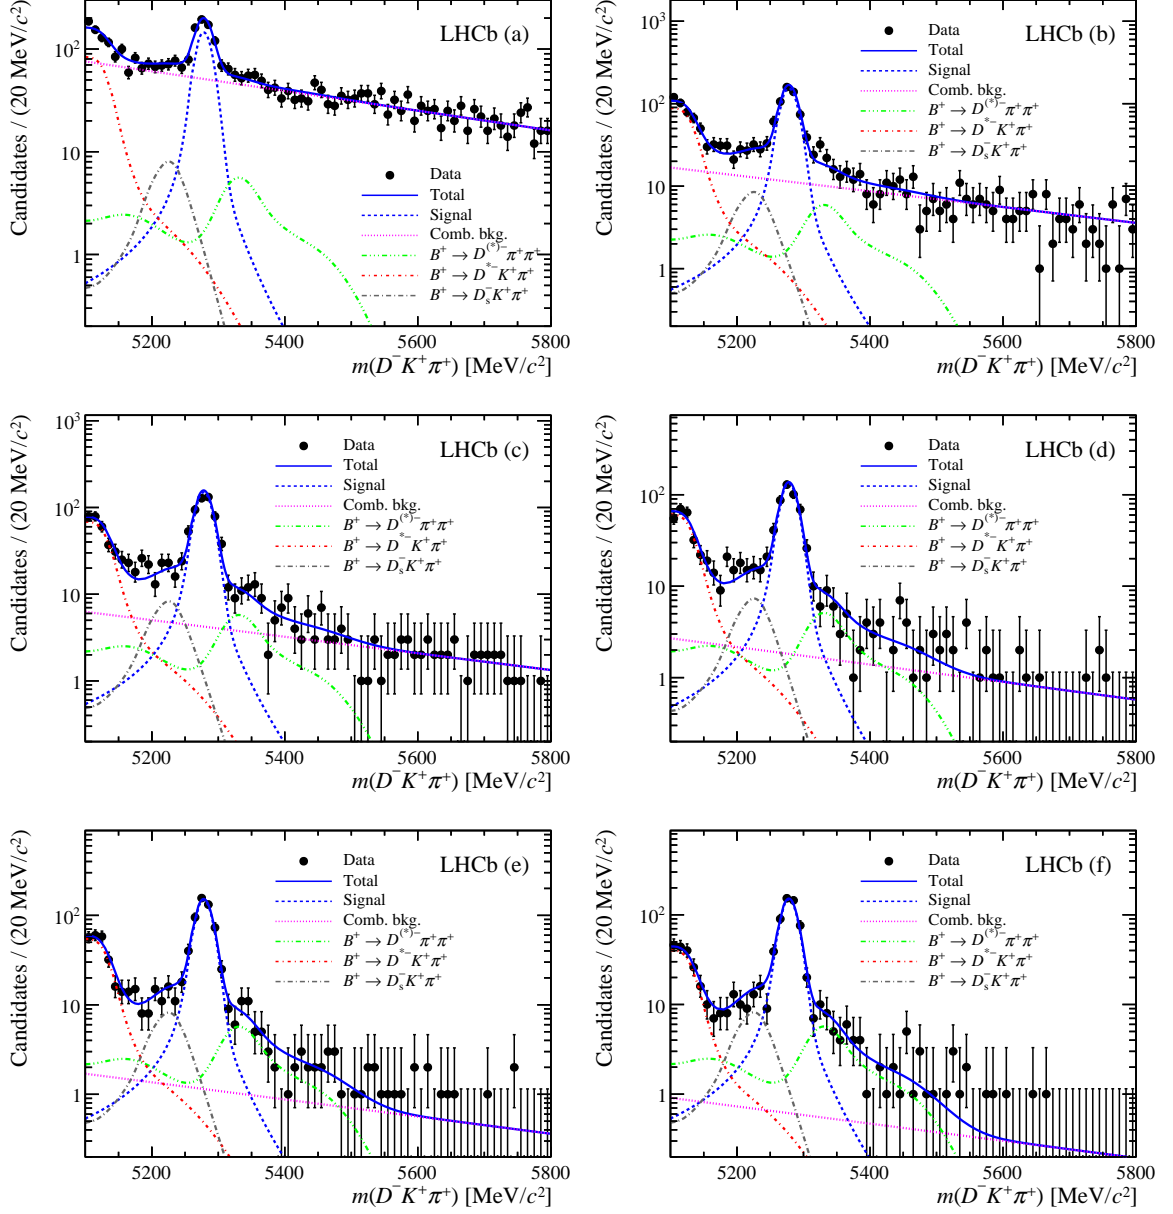 Candidates / (20 MeV/c²)
10²
10
1
LHCb (a)
Data
Total
Signal
Comb. bkg.
B⁺ → D⁽*⁾⁻π⁺π⁺
B⁺ → D*⁻K⁺π⁺
B⁺ → Dₛ⁻K⁺π⁺
5200 5400 5600 5800
m(D⁻K⁺π⁺) [MeV/c²]
Candidates / (20 MeV/c²)
10³
10²
10
1
LHCb (b)
Data
Total
Signal
Comb. bkg.
B⁺ → D⁽*⁾⁻π⁺π⁺
B⁺ → D*⁻K⁺π⁺
B⁺ → Dₛ⁻K⁺π⁺
5200 5400 5600 5800
m(D⁻K⁺π⁺) [MeV/c²]
Candidates / (20 MeV/c²)
10³
10²
10
1
LHCb (c)
Data
Total
Signal
Comb. bkg.
B⁺ → D⁽*⁾⁻π⁺π⁺
B⁺ → D*⁻K⁺π⁺
B⁺ → Dₛ⁻K⁺π⁺
5200 5400 5600 5800
m(D⁻K⁺π⁺) [MeV/c²]
Candidates / (20 MeV/c²)
10²
10
1
LHCb (d)
Data
Total
Signal
Comb. bkg.
B⁺ → D⁽*⁾⁻π⁺π⁺
B⁺ → D*⁻K⁺π⁺
B⁺ → Dₛ⁻K⁺π⁺
5200 5400 5600 5800
m(D⁻K⁺π⁺) [MeV/c²]
Candidates / (20 MeV/c²)
10²
10
1
LHCb (e)
Data
Total
Signal
Comb. bkg.
B⁺ → D⁽*⁾⁻π⁺π⁺
B⁺ → D*⁻K⁺π⁺
B⁺ → Dₛ⁻K⁺π⁺
5200 5400 5600 5800
m(D⁻K⁺π⁺) [MeV/c²]
Candidates / (20 MeV/c²)
10²
10
1
LHCb (f)
Data
Total
Signal
Comb. bkg.
B⁺ → D⁽*⁾⁻π⁺π⁺
B⁺ → D*⁻K⁺π⁺
B⁺ → Dₛ⁻K⁺π⁺
5200 5400 5600 5800
m(D⁻K⁺π⁺) [MeV/c²]